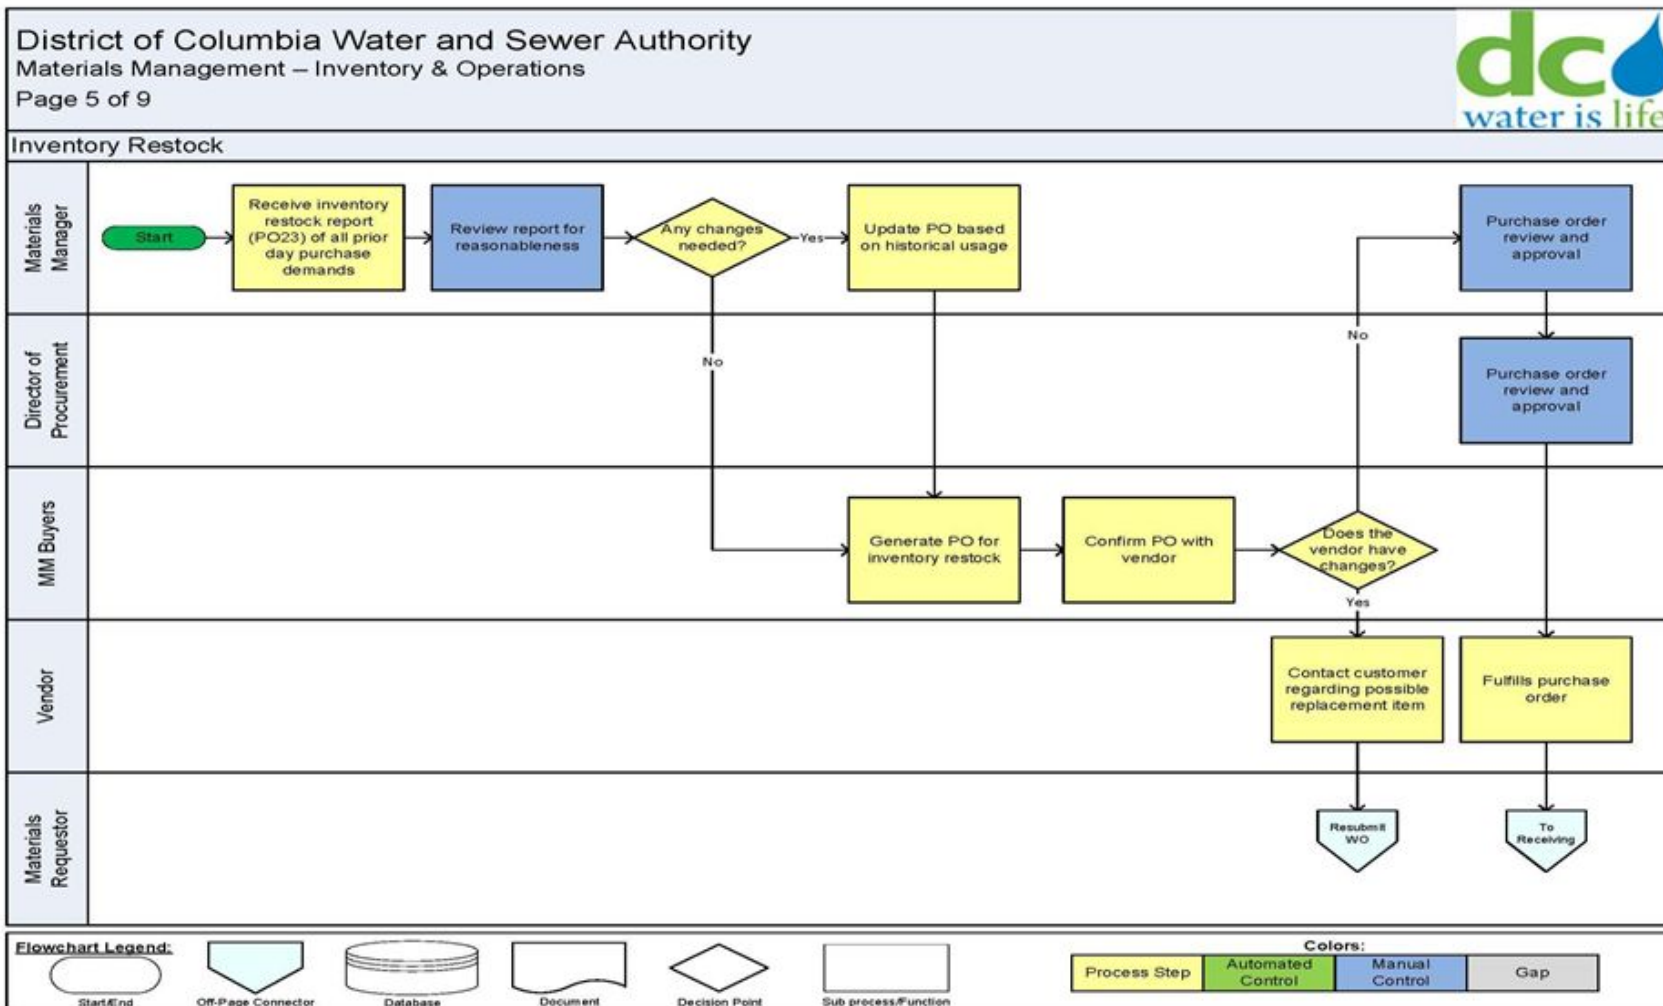 District of Columbia Water and Sewer Authority
Materials Management – Inventory & Operations
Page 5 of 9
dc
water is life
Inventory Restock
Materials
Manager
Start
Receive inventory
restock report
(PO23) of all prior
day purchase
demands
Review report for
reasonableness
Any changes
needed?
Yes
Update PO based
on historical usage
Purchase order
review and
approval
Director of
Procurement
No
No
Purchase order
review and
approval
MM Buyers
Generate PO for
inventory restock
Confirm PO with
vendor
Does the
vendor have
changes?
Yes
Vendor
Contact customer
regarding possible
replacement item
Fulfills purchase
order
Materials
Requestor
Resubmit
WO
To
Receiving
Flowchart Legend:
Start/End
Off-Page Connector
Database
Document
Decision Point
Sub process/Function
Colors:
Process Step
Automated
Control
Manual
Control
Gap